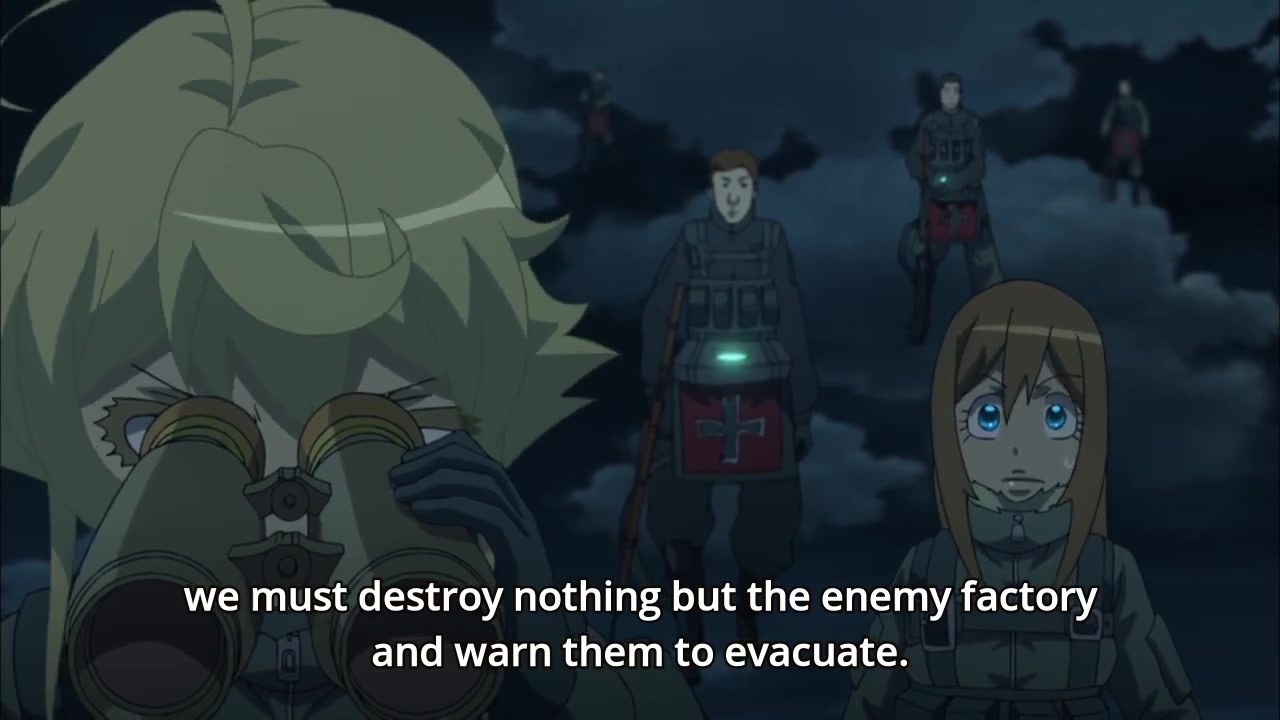 we must destroy nothing but the enemy factory
and warn them to evacuate.